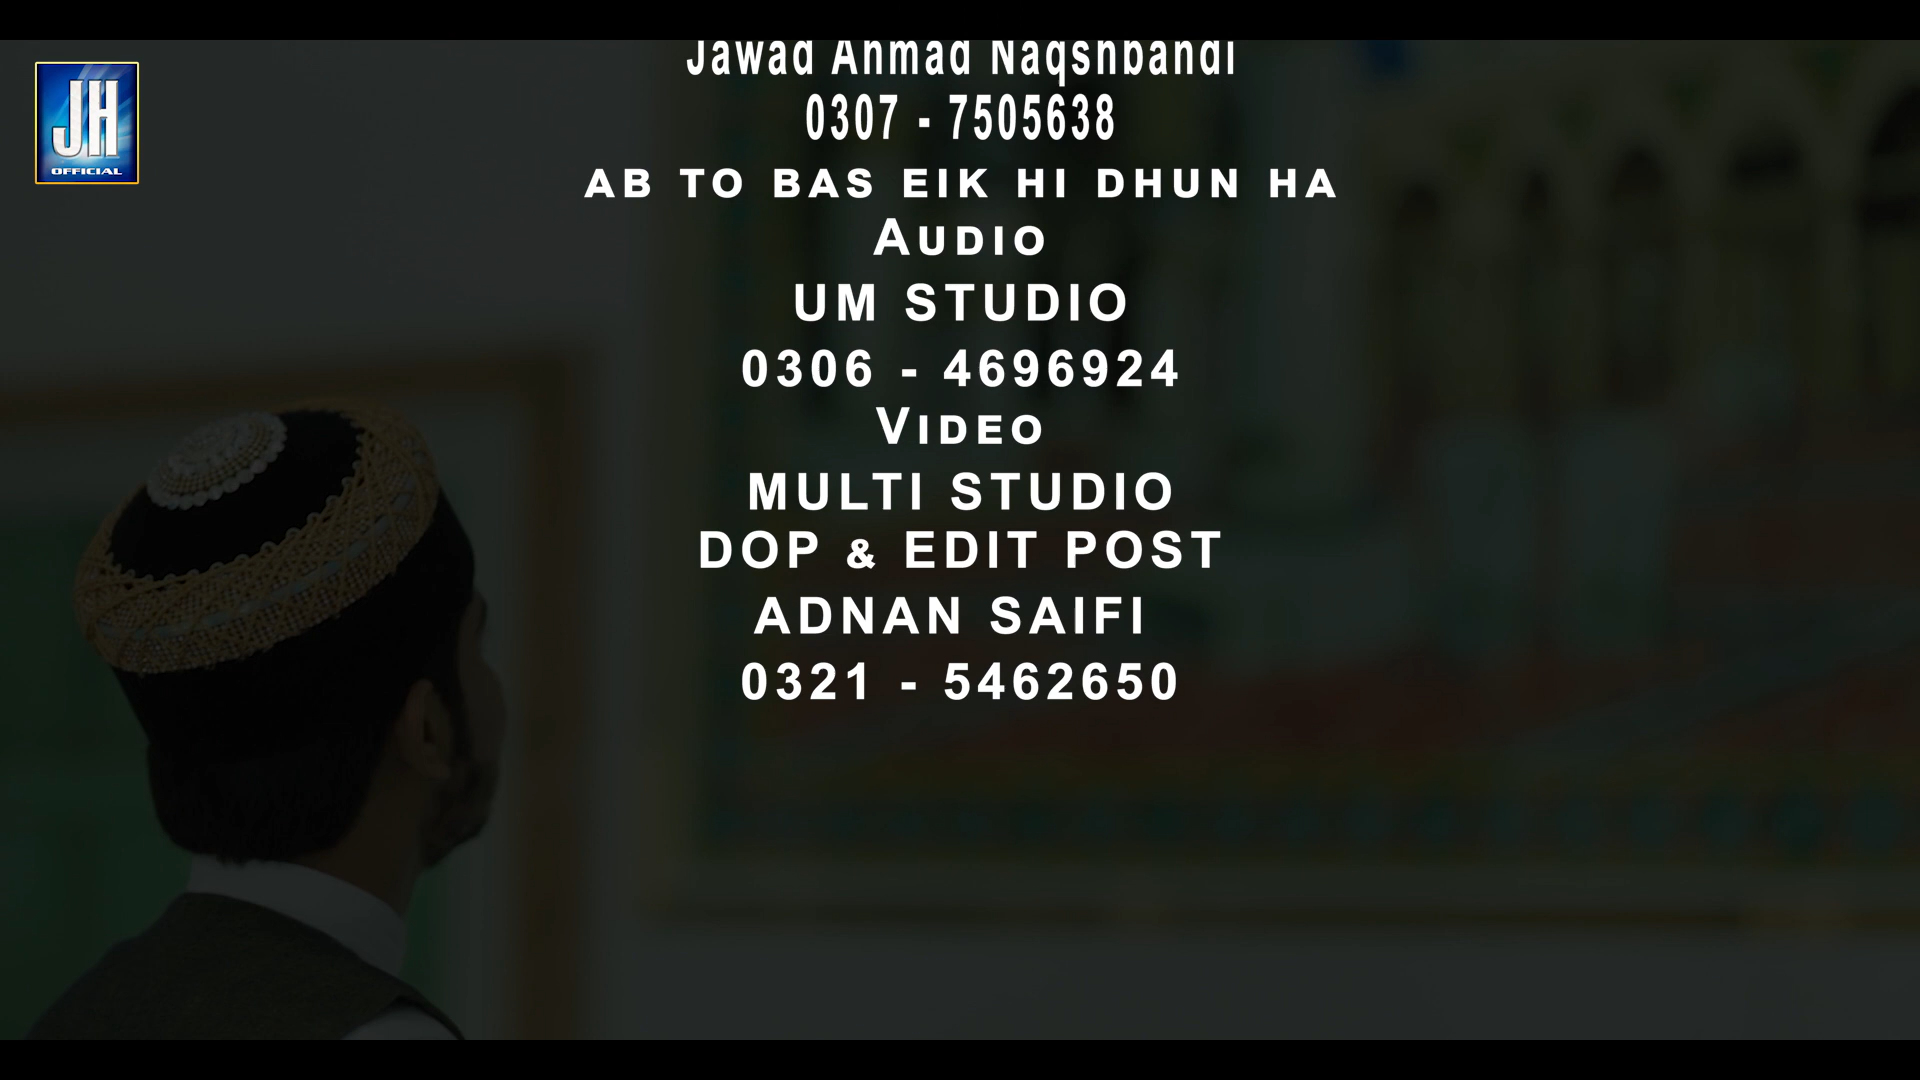 JH
OFFICIAL
Jawad Ahmad Naqshbandi
0307 - 7505638
AB TO BAS EIK HI DHUN HA
AUDIO
UM STUDIO
0306 - 4696924
VIDEO
MULTI STUDIO
DOP & EDIT POST
ADNAN SAIFI
0321 - 5462650